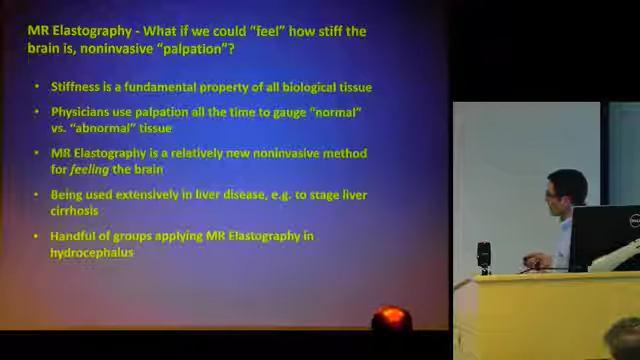 MR Elastography - What if we could “feel” how stiff the
brain is, noninvasive “palpation”?
• Stiffness is a fundamental property of all biological tissue
• Physicians use palpation all the time to gauge “normal”
vs. “abnormal” tissue
• MR Elastography is a relatively new noninvasive method
for feeling the brain
• Being used extensively in liver disease, e.g. to stage liver
cirrhosis
• Handful of groups applying MR Elastography in
hydrocephalus
DELL